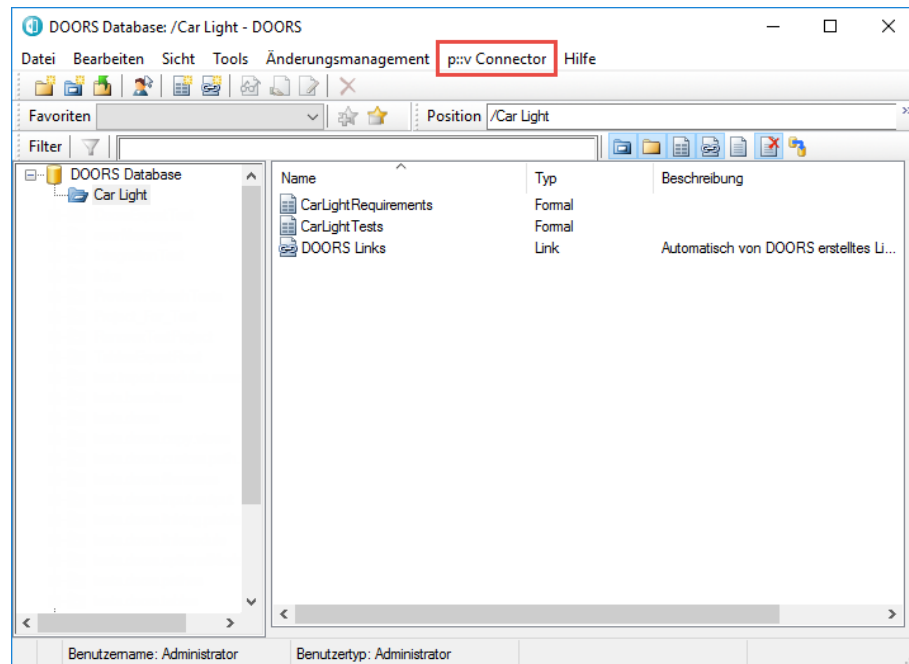 DOORS Database: /Car Light - DOORS
Datei Bearbeiten Sicht Tools Änderungsmanagement p::v Connector Hilfe
Favoriten Position /Car Light
Filter
DOORS Database
Car Light
Name Typ Beschreibung
CarLightRequirements Formal
CarLightTests Formal
DOORS Links Link Automatisch von DOORS erstelltes Li...
Benutzername: Administrator Benutzertyp: Administrator